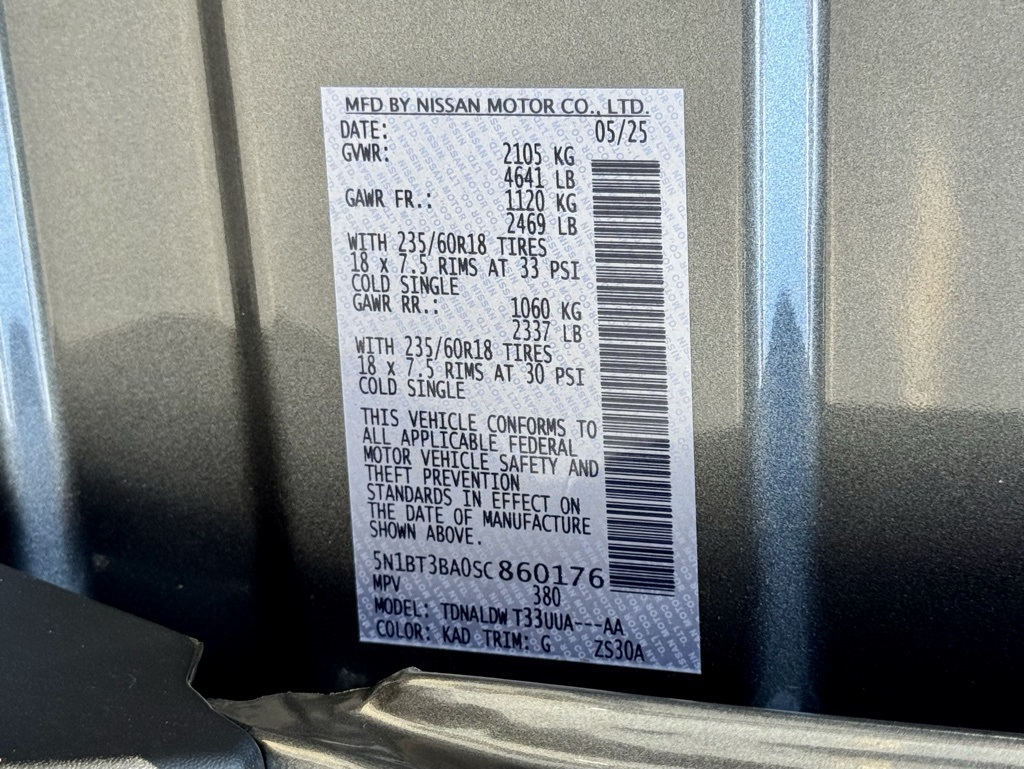 MFD BY NISSAN MOTOR CO., LTD.
DATE: 05/25
GVWR: 2105 KG
4641 LB
GAWR FR.: 1120 KG
2469 LB
WITH 235/60R18 TIRES
18 X 7.5 RIMS AT 33 PSI
COLD SINGLE
GAWR RR.: 1060 KG
2337 LB
WITH 235/60R18 TIRES
18 X 7.5 RIMS AT 30 PSI
COLD SINGLE
THIS VEHICLE CONFORMS TO
ALL APPLICABLE FEDERAL
MOTOR VEHICLE SAFETY AND
THEFT PREVENTION
STANDARDS IN EFFECT ON
THE DATE OF MANUFACTURE
SHOWN ABOVE.
5N1BT3BA0SC860176
MPV 380
MODEL: TDNALDW T33UUA---AA
COLOR: KAD TRIM: G ZS30A